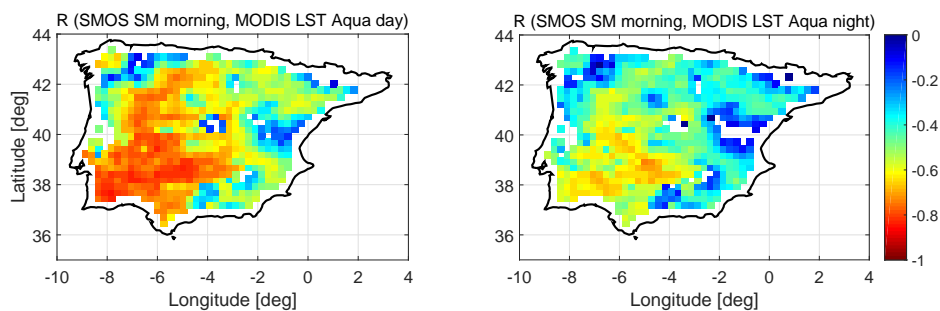 R (SMOS SM morning, MODIS LST Aqua day)
44
42
40
38
36
Latitude [deg]
-10 -8 -6 -4 -2 0 2 4
Longitude [deg]
R (SMOS SM morning, MODIS LST Aqua night)
44
42
40
38
36
-10 -8 -6 -4 -2 0 2 4
Longitude [deg]
0
-0.2
-0.4
-0.6
-0.8
-1